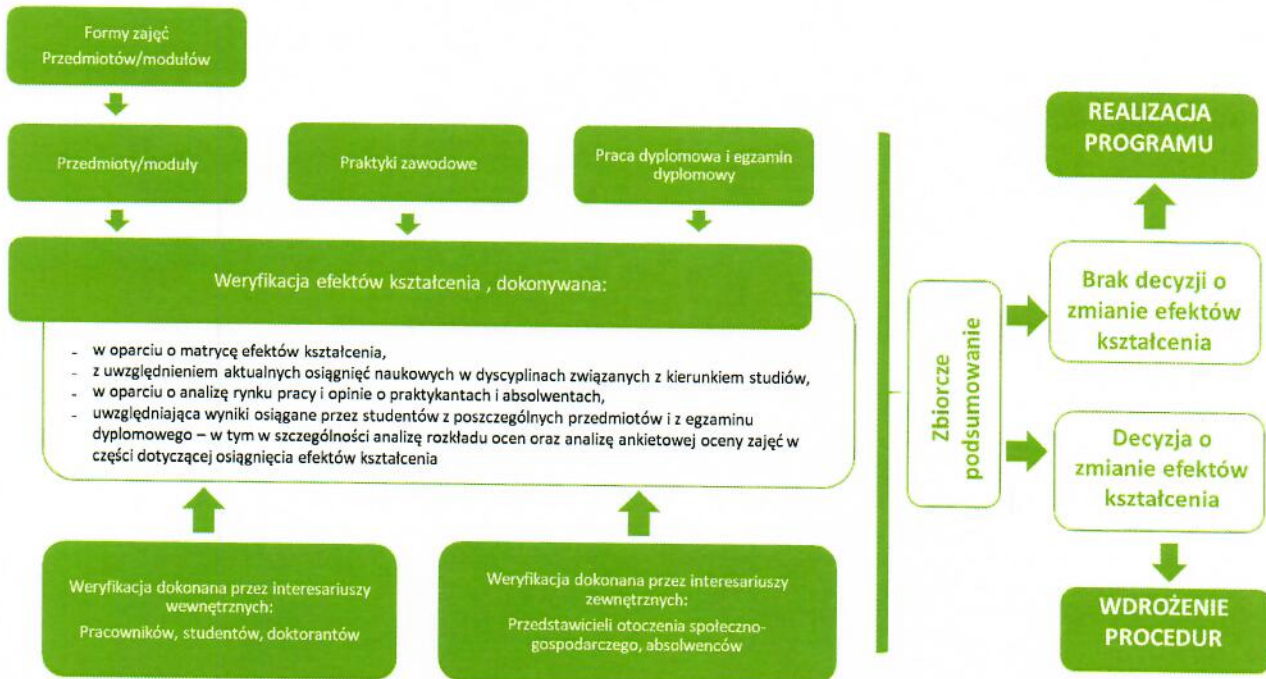 Formy zajęć
Przedmiotów/modułów
Przedmioty/moduły
Praktyki zawodowe
Praca dyplomowa i egzamin
dyplomowy
Weryfikacja efektów kształcenia , dokonywana:
- w oparciu o matrycę efektów kształcenia,
- z uwzględnieniem aktualnych osiągnięć naukowych w dyscyplinach związanych z kierunkiem studiów,
- w oparciu o analizę rynku pracy i opinie o praktykantach i absolwentach,
- uwzględniająca wyniki osiągane przez studentów z poszczególnych przedmiotów i z egzaminu
dyplomowego – w tym w szczególności analizę rozkładu ocen oraz analizę ankietowej oceny zajęć w
części dotyczącej osiągnięcia efektów kształcenia
Weryfikacja dokonana przez interesariuszy
wewnętrznych:
Pracowników, studentów, doktorantów
Weryfikacja dokonana przez interesariuszy
zewnętrznych:
Przedstawicieli otoczenia społeczno-
gospodarczego, absolwenców
Zbiorcze
podsumowanie
REALIZACJA
PROGRAMU
Brak decyzji o
zmianie efektów
kształcenia
Decyzja o
zmianie efektów
kształcenia
WDROŻENIE
PROCEDUR